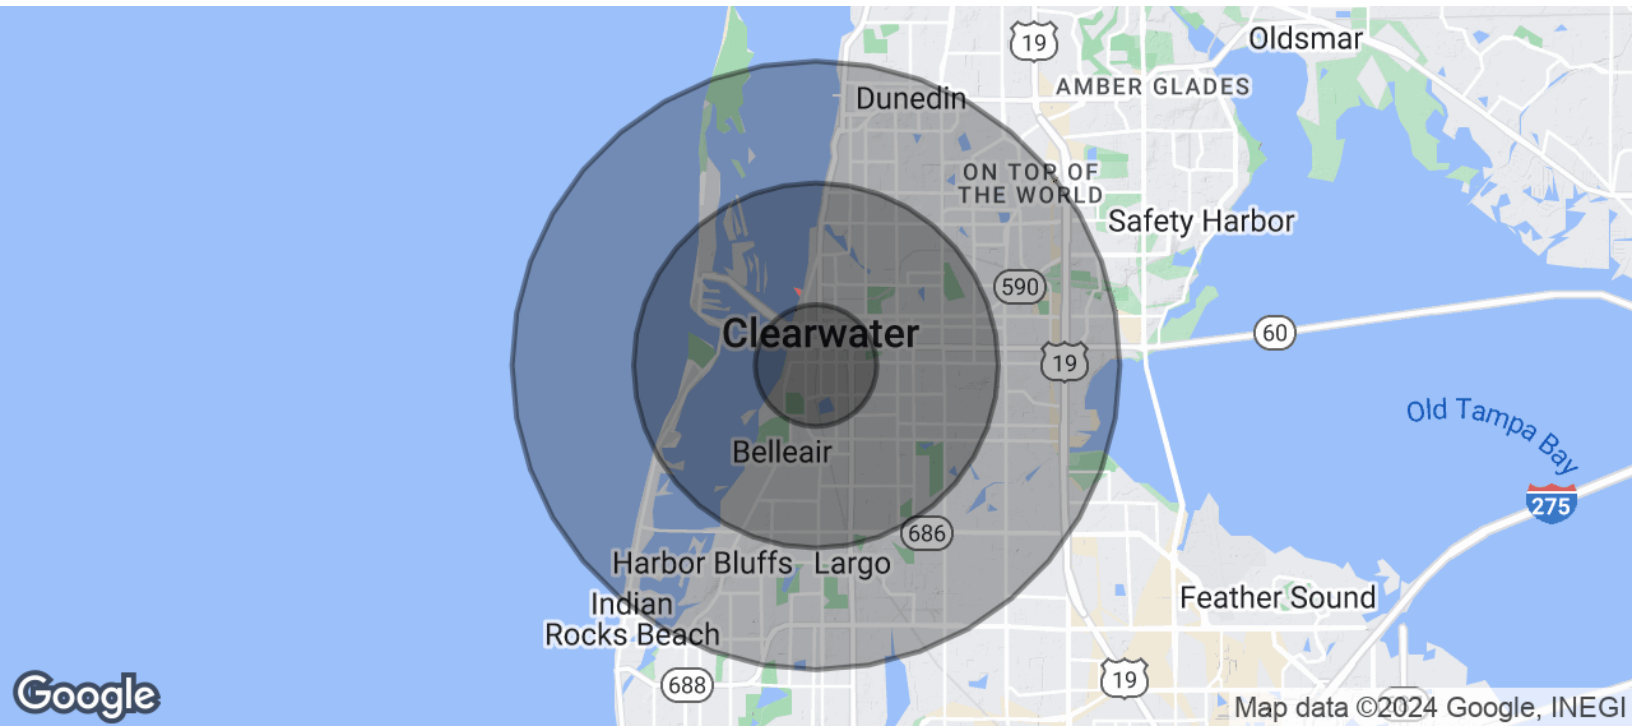 19
Oldsmar
AMBER GLADES
Dunedin
ON TOP OF
THE WORLD
Safety Harbor
590
60
Clearwater
19
Old Tampa Bay
Belleair
275
686
Harbor Bluffs
Largo
Indian
Rocks Beach
Feather Sound
688
19
Google
Map data ©2024 Google, INEGI